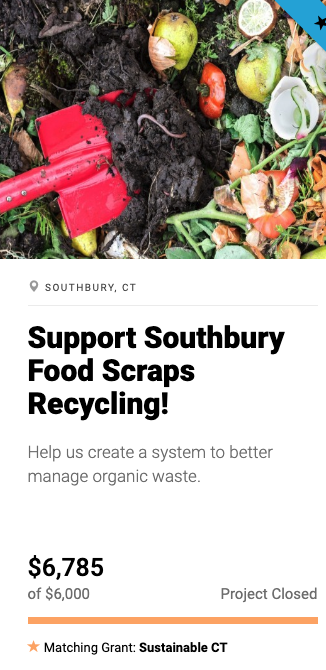 SOUTHBURY, CT
Support Southbury
Food Scraps
Recycling!
Help us create a system to better
manage organic waste.
$6,785
of $6,000 Project Closed
Matching Grant: Sustainable CT